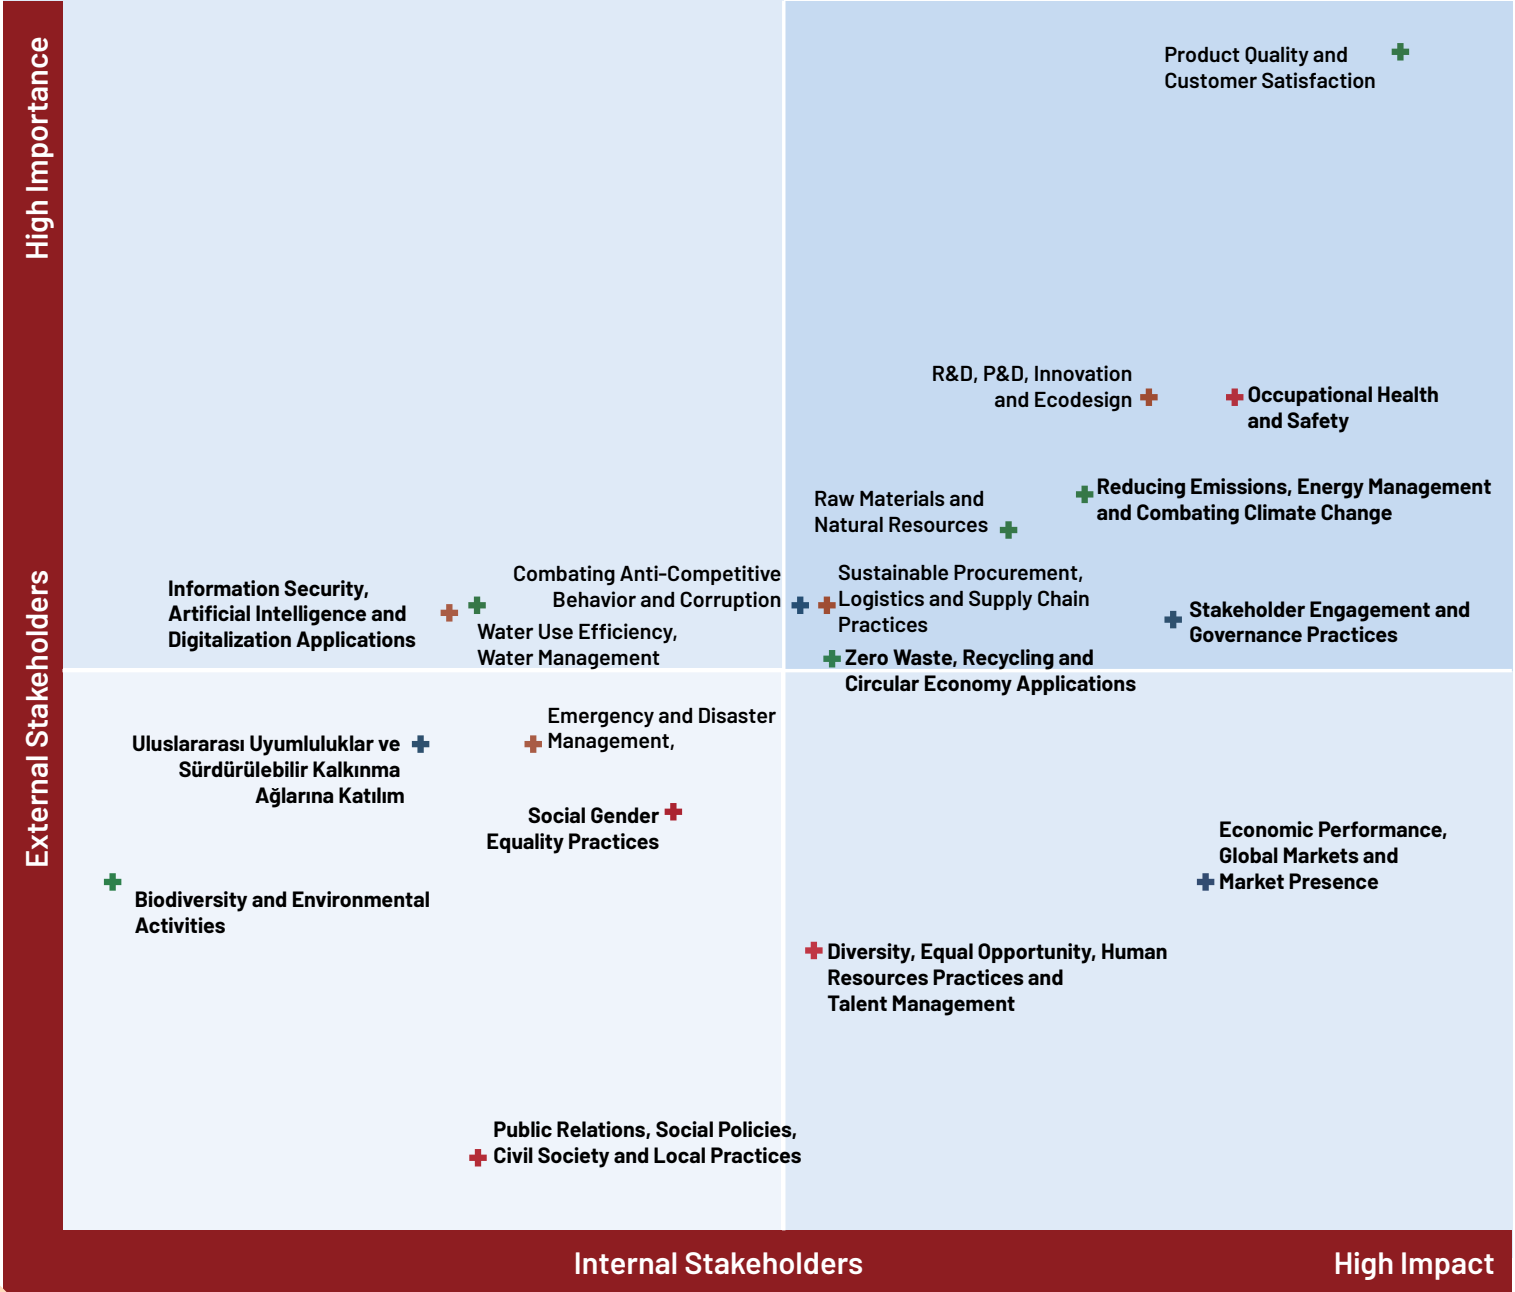 High Importance
External Stakeholders
Product Quality and
Customer Satisfaction
R&D, P&D, Innovation
and Ecodesign
Occupational Health
and Safety
Reducing Emissions, Energy Management
and Combating Climate Change
Raw Materials and
Natural Resources
Information Security,
Artificial Intelligence and
Digitalization Applications
Combating Anti-Competitive
Behavior and Corruption
Water Use Efficiency,
Water Management
Sustainable Procurement,
Logistics and Supply Chain
Practices
Stakeholder Engagement and
Governance Practices
Zero Waste, Recycling and
Circular Economy Applications
Uluslararası Uyumluluklar ve
Sürdürülebilir Kalkınma
Ağlarına Katılım
Emergency and Disaster
Management,
Social Gender
Equality Practices
Economic Performance,
Global Markets and
Market Presence
Biodiversity and Environmental
Activities
Diversity, Equal Opportunity, Human
Resources Practices and
Talent Management
Public Relations, Social Policies,
Civil Society and Local Practices
Internal Stakeholders
High Impact